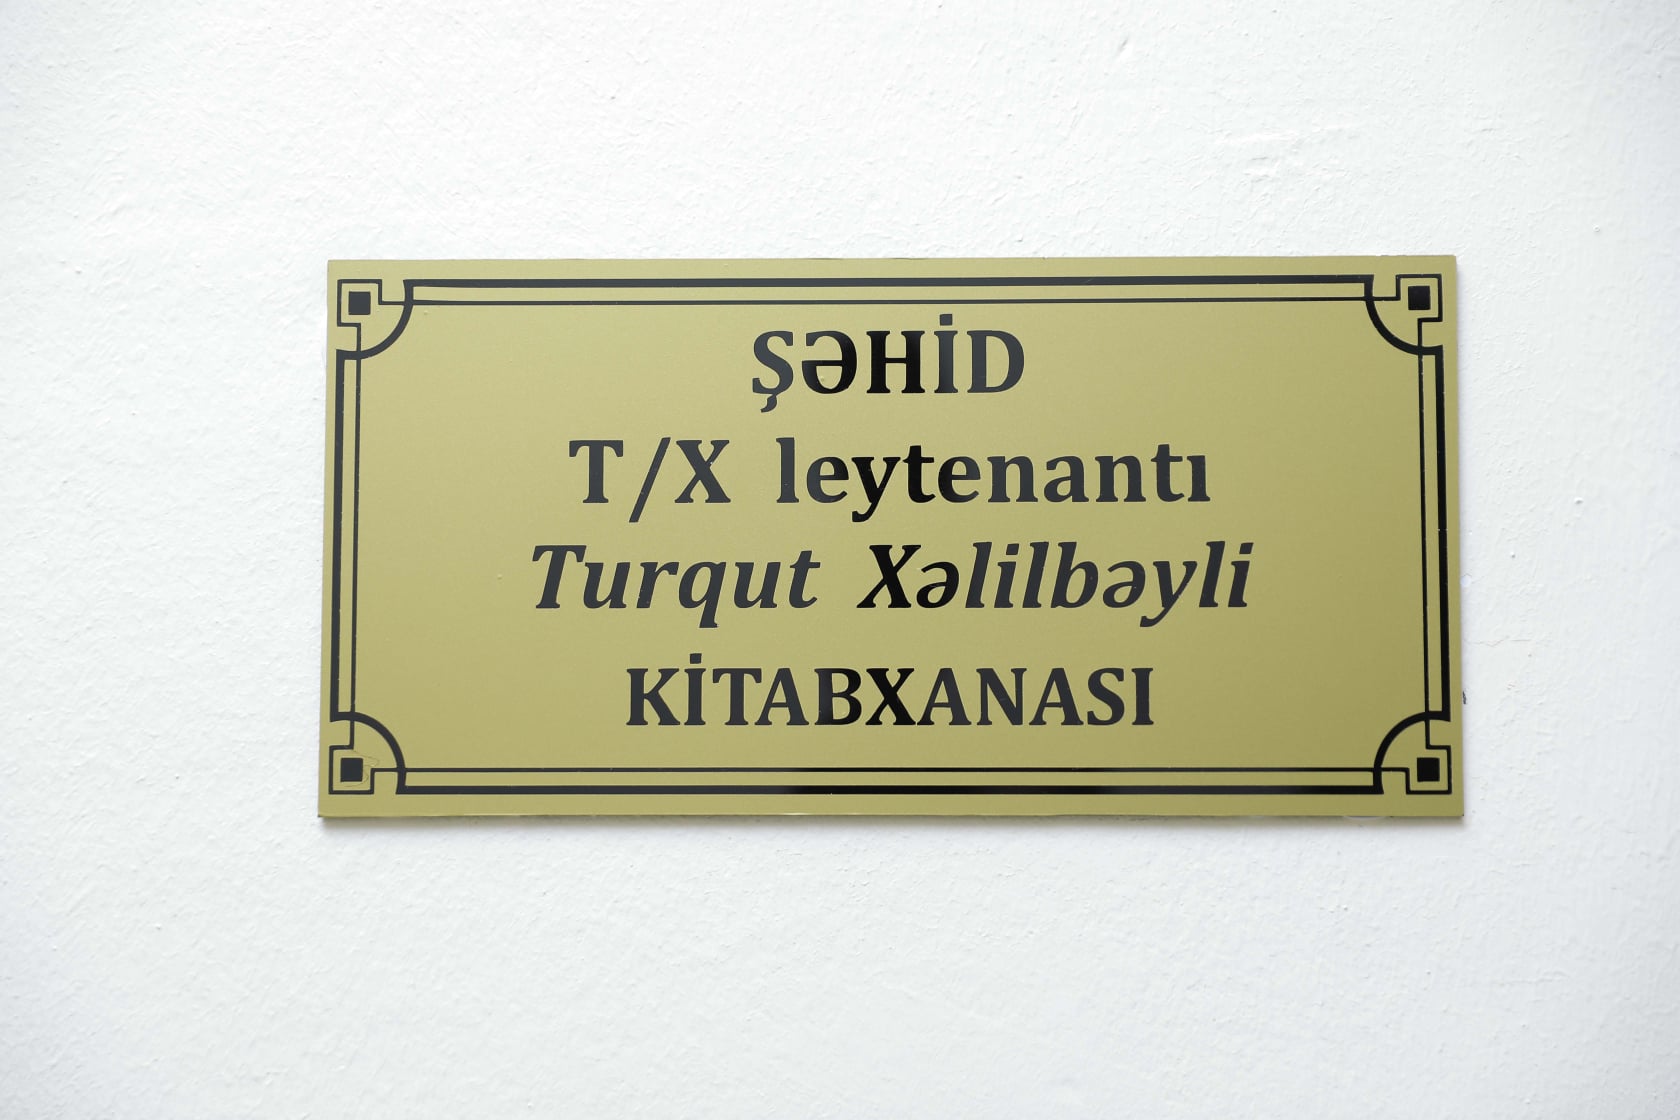 ŞƏHİD
T/X leytenantı
Turqut Xəlilbəyli
KİTABXANASI